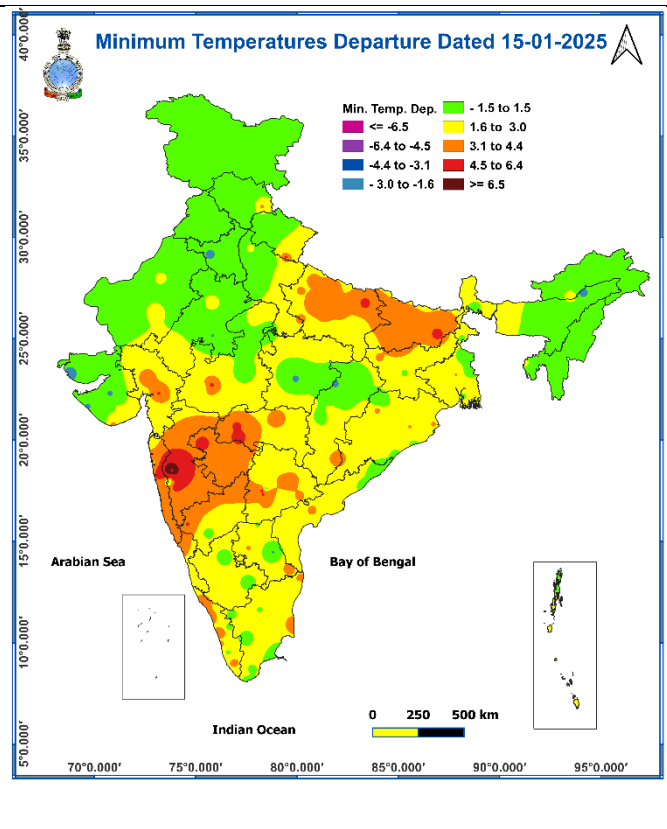 Minimum Temperatures Departure Dated 15-01-2025
Min. Temp. Dep.
<= -6.5
-6.4 to -4.5
-4.4 to -3.1
- 3.0 to -1.6
- 1.5 to 1.5
1.6 to 3.0
3.1 to 4.4
4.5 to 6.4
>= 6.5
40°0.000'
35°0.000'
30°0.000'
25°0.000'
20°0.000'
15°0.000'
10°0.000'
5°0.000'
Arabian Sea
Bay of Bengal
Indian Ocean
0 250 500 km
70°0.000' 75°0.000' 80°0.000' 85°0.000' 90°0.000' 95°0.000'